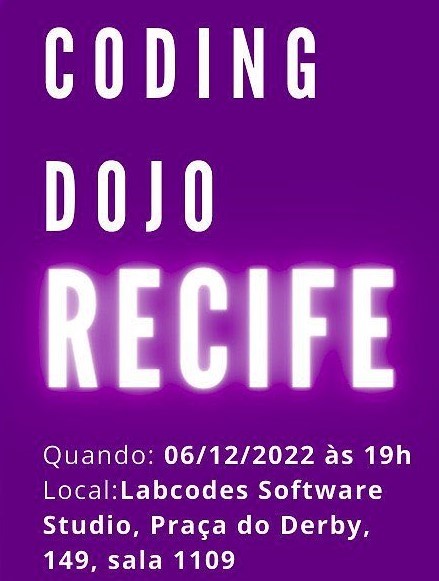 CODING
DOJO
RECIFE
Quando: 06/12/2022 às 19h
Local:Labcodes Software
Studio, Praça do Derby,
149, sala 1109